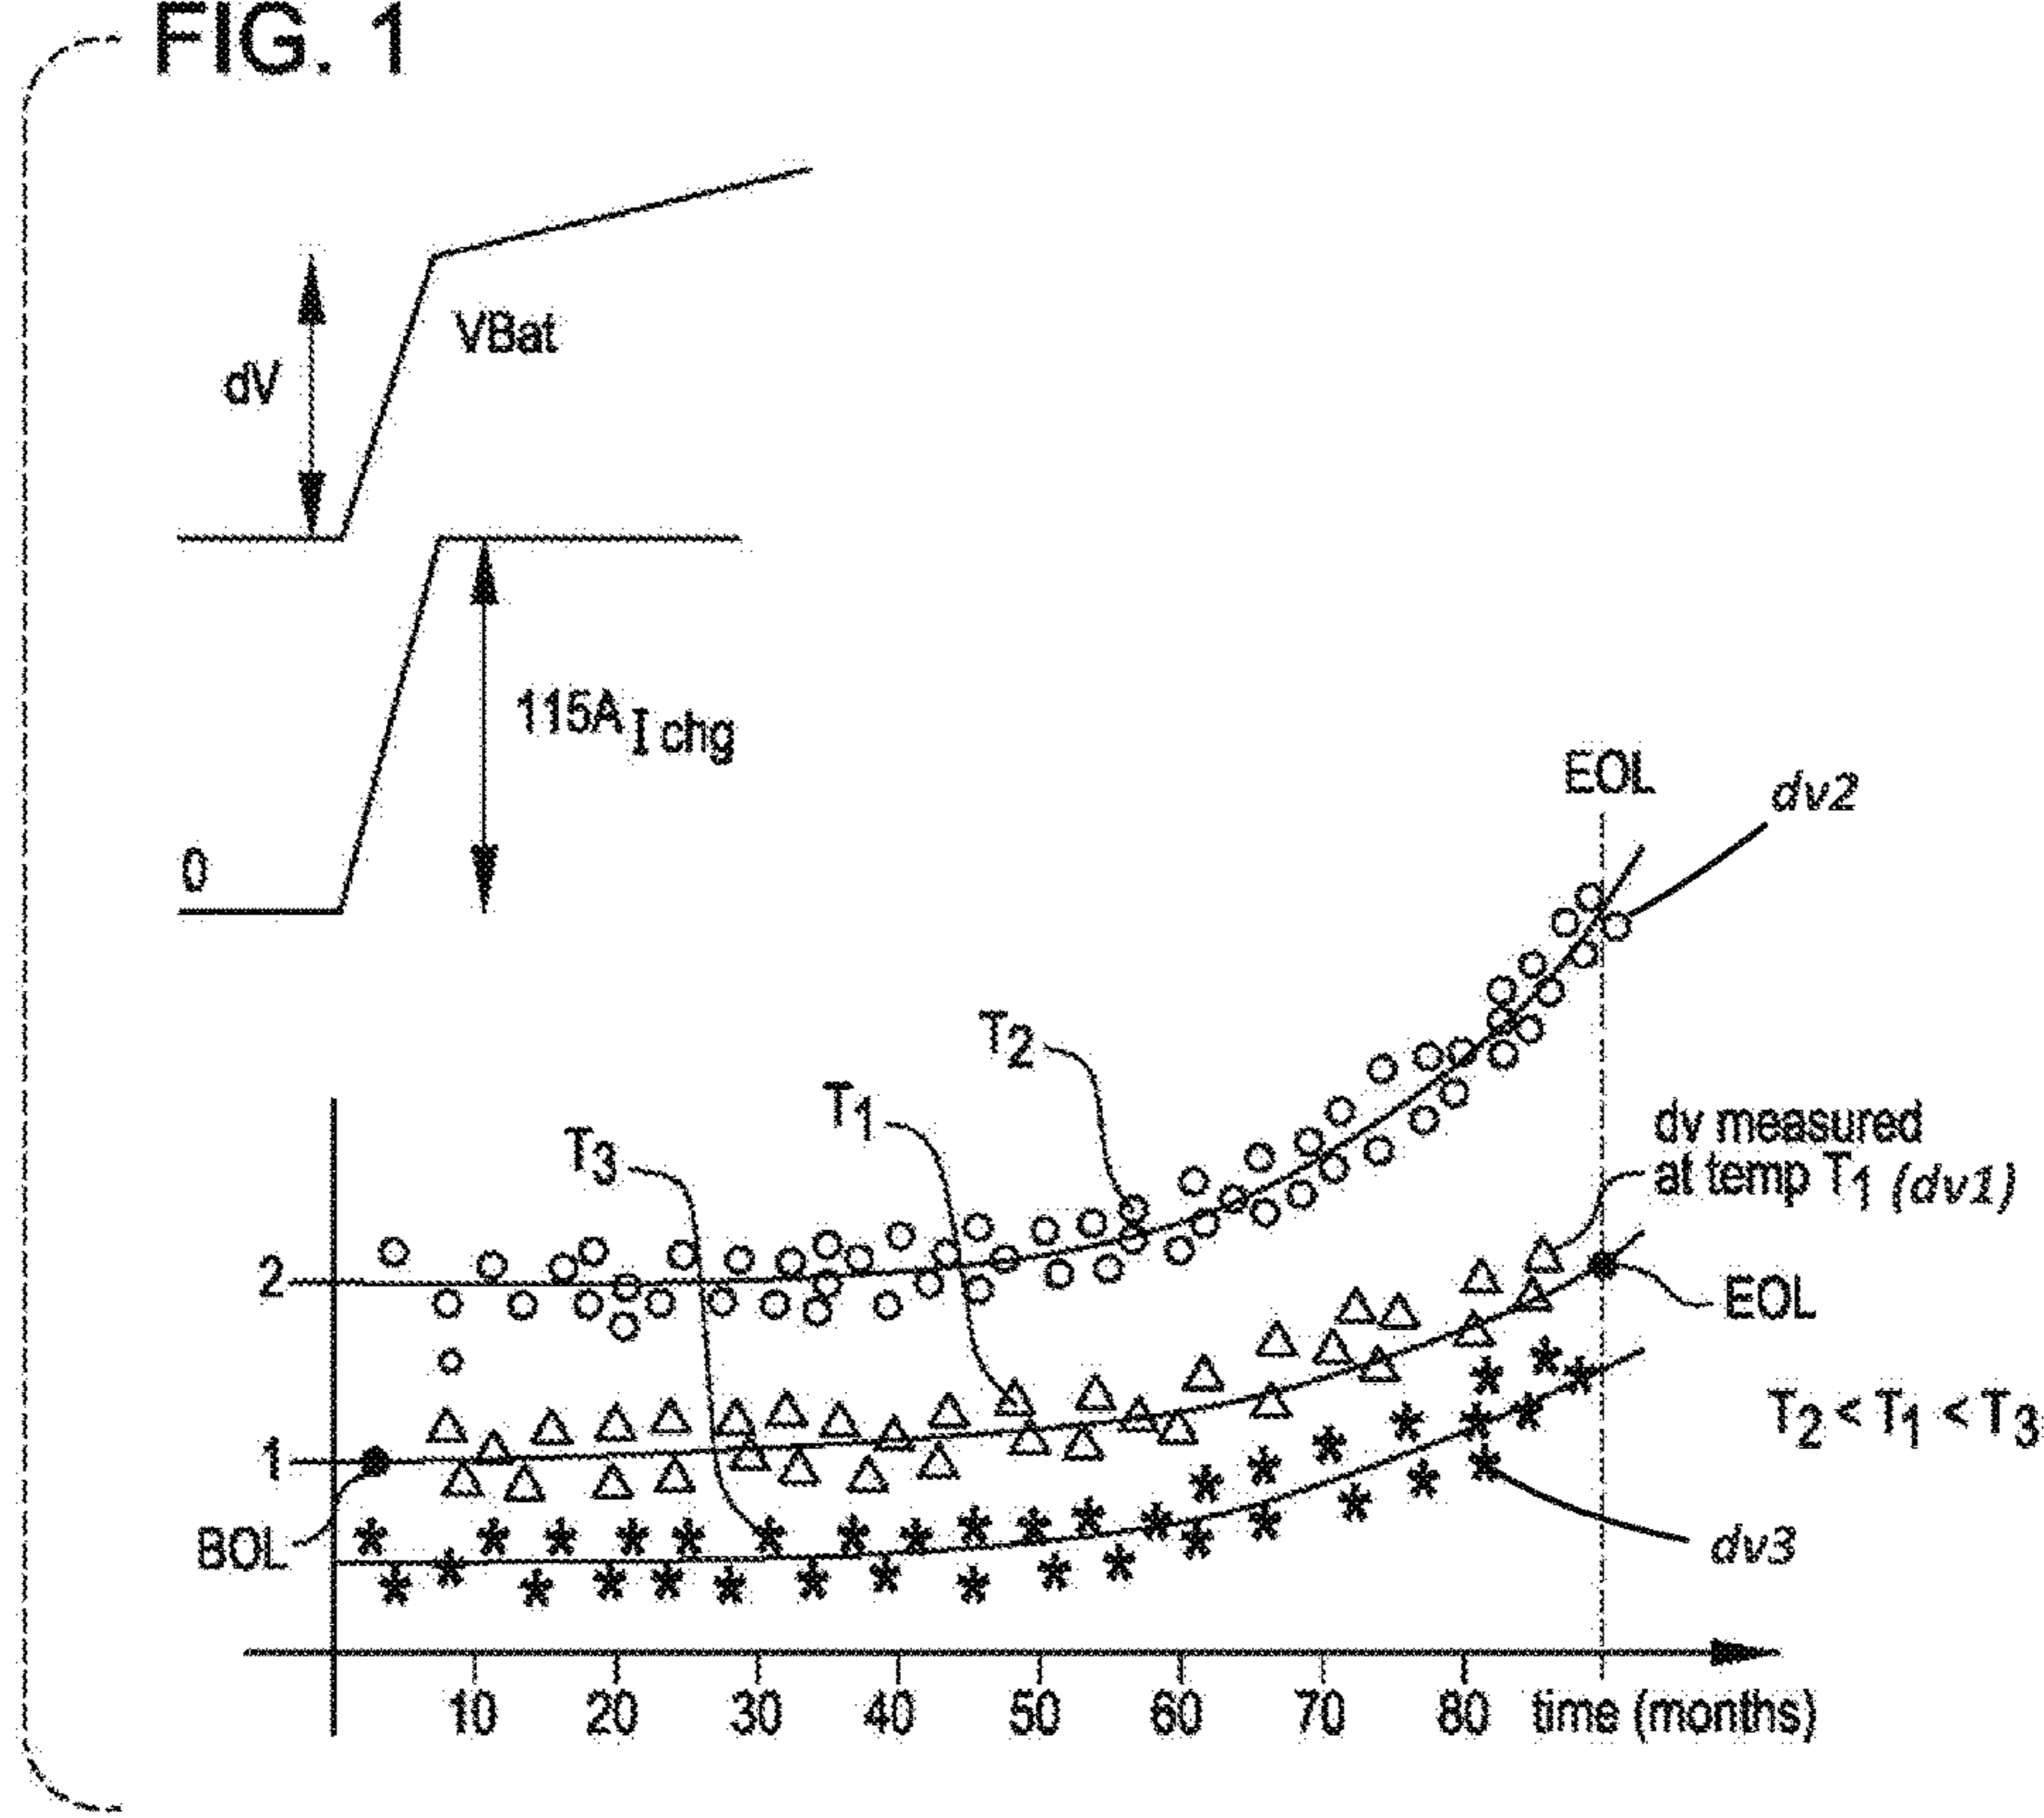 FIG. 1
VBat
dV
115A I chg
0
EOL
dv2
T2
T1
T3
dv measured
at temp T1 (dv1)
2
EOL
T2 < T1 < T3
1
BOL
dv3
10 20 30 40 50 60 70 80 time (months)